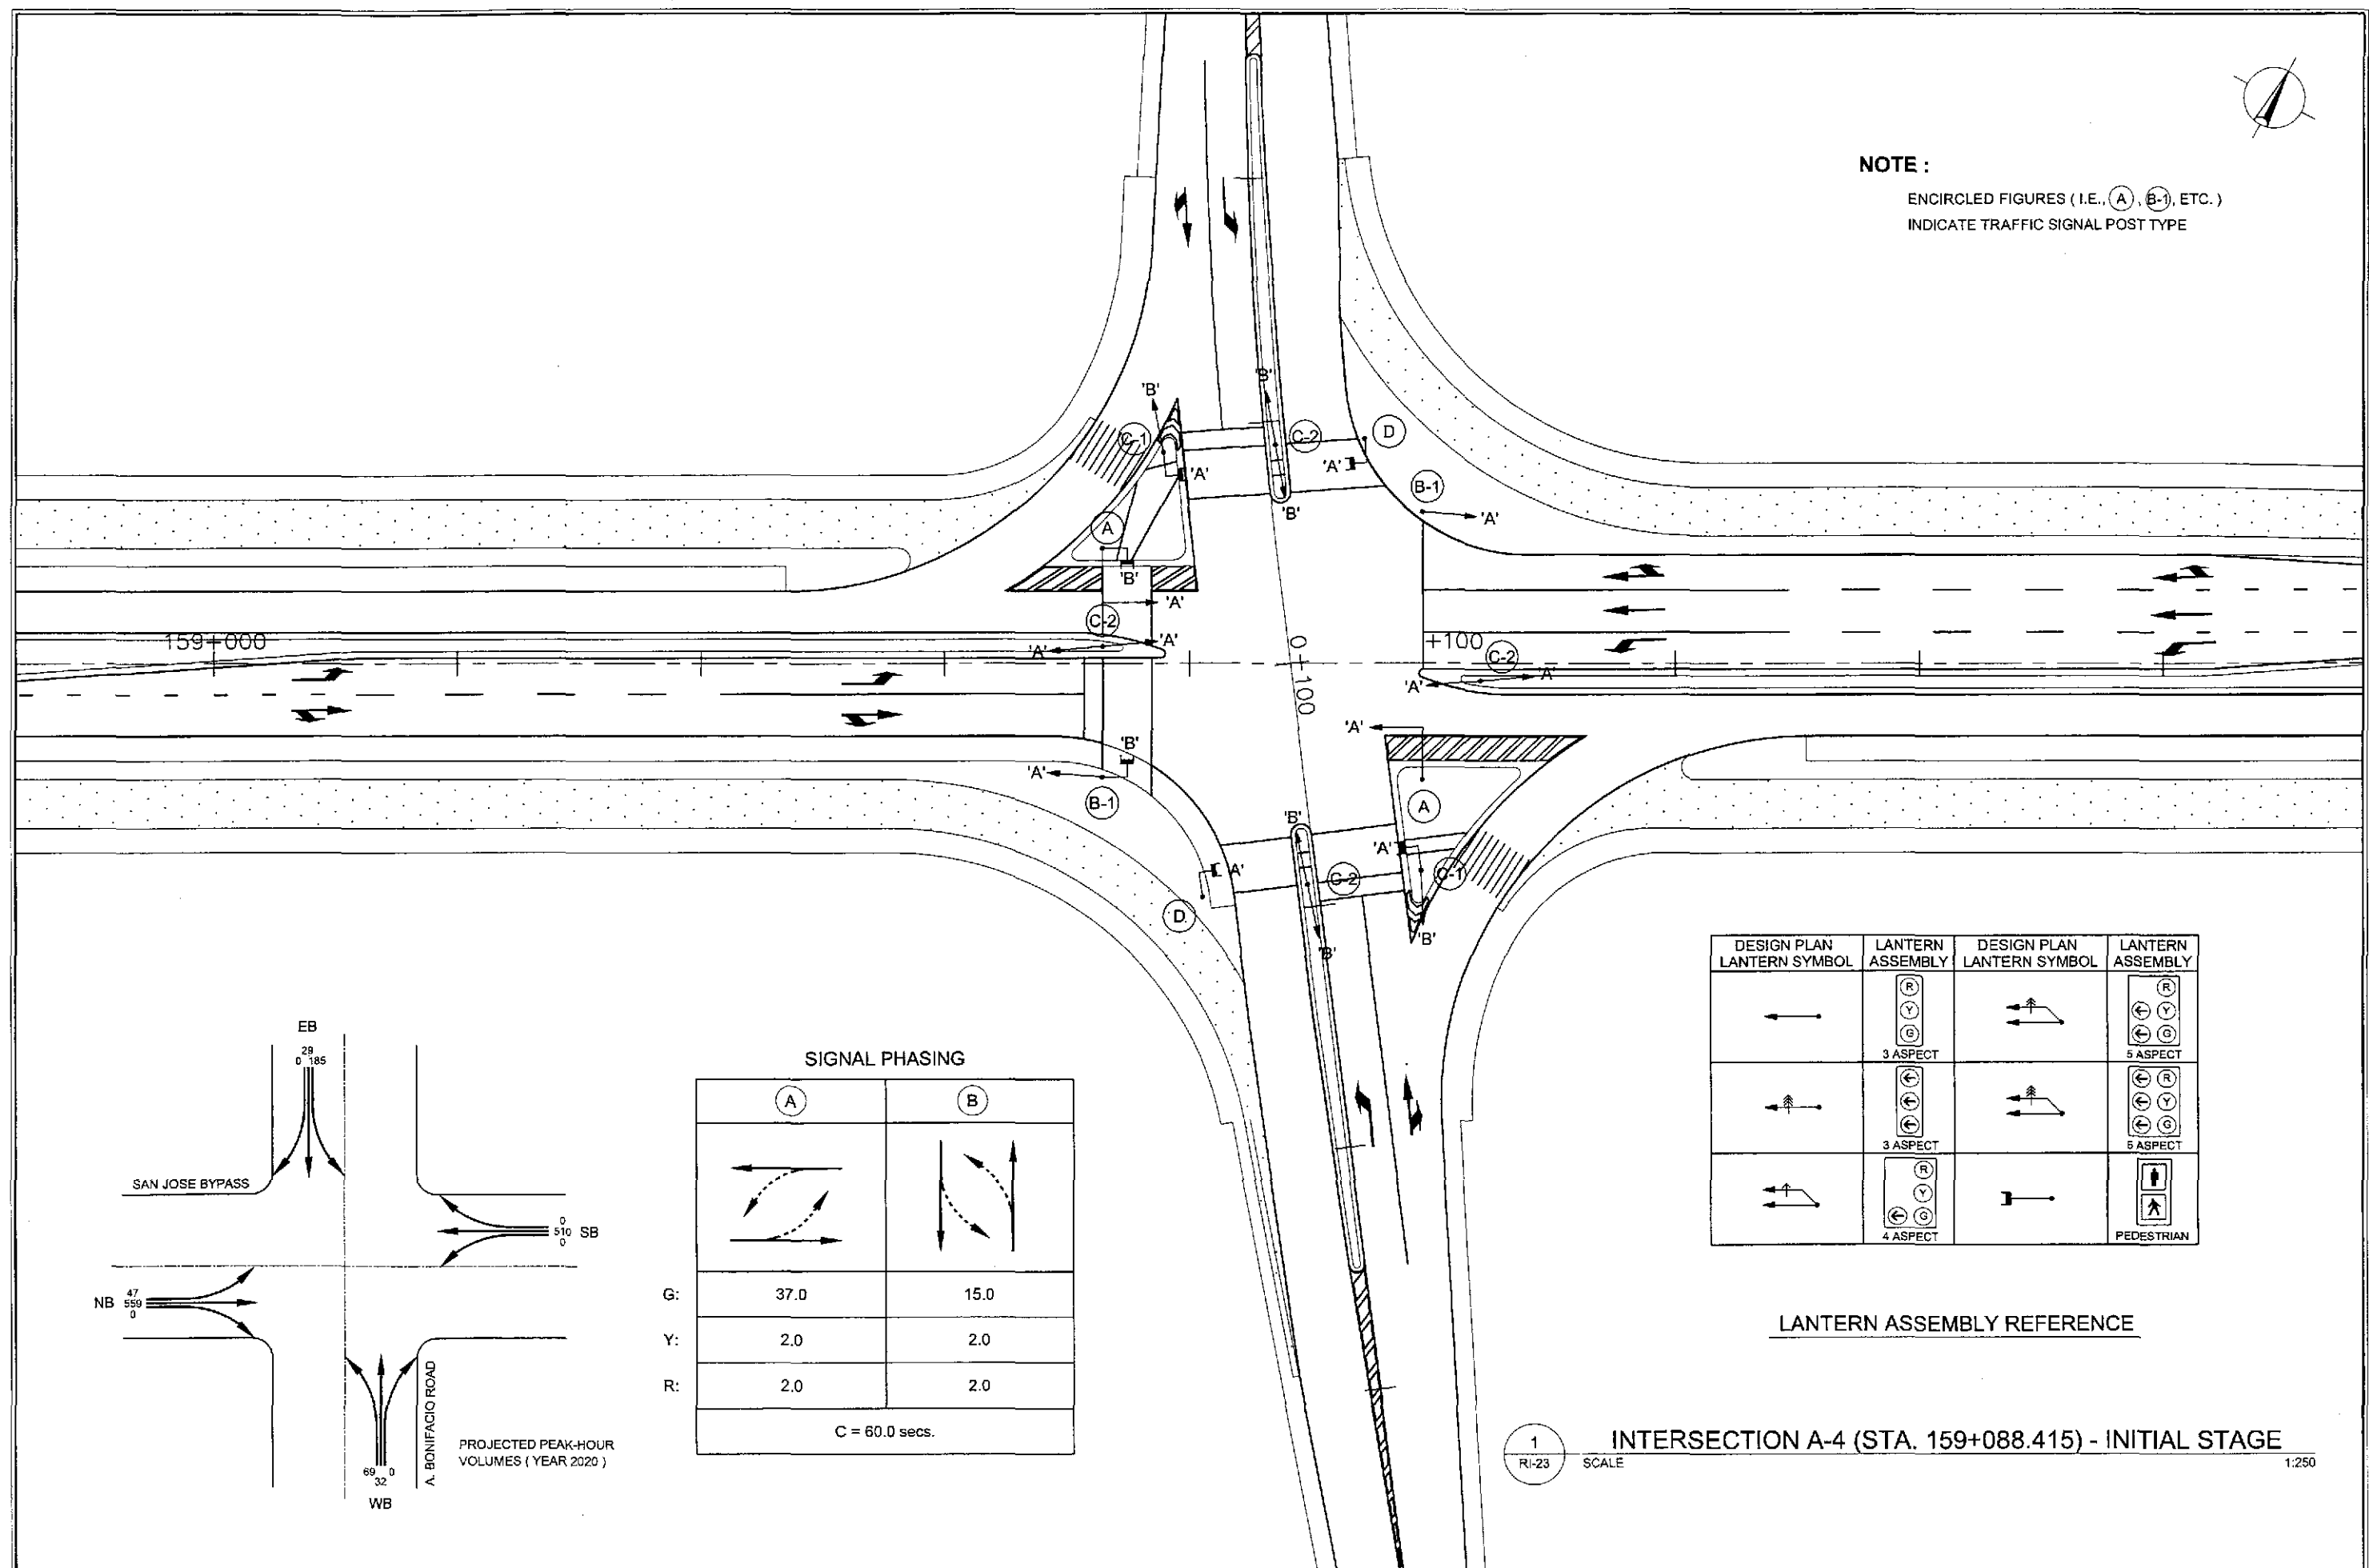 NOTE :
ENCIRCLED FIGURES ( I.E., A , B-1, ETC. )
INDICATE TRAFFIC SIGNAL POST TYPE
'B'
'B'
C-1
C-2
D
'A'
'A'
B-1
'B'
'A'
A
'B'
'A'
C-2
159+000
'A'
'A'
0+100
+100
C-2
'A'
'A'
'A'
'B'
'A'
B-1
A
'B'
'A'
'A'
C-2
C-1
D
'B'
'B'
DESIGN PLAN LANTERN SYMBOL
LANTERN ASSEMBLY
DESIGN PLAN LANTERN SYMBOL
LANTERN ASSEMBLY
R
Y
G
3 ASPECT
R
Y
G
5 ASPECT
3 ASPECT
R
Y
G
6 ASPECT
R
Y
G
4 ASPECT
PEDESTRIAN
LANTERN ASSEMBLY REFERENCE
EB
29
0 185
SAN JOSE BYPASS
0
510 SB
0
47
NB 559
0
69 0
32
WB
A. BONIFACIO ROAD
PROJECTED PEAK-HOUR
VOLUMES ( YEAR 2020 )
SIGNAL PHASING
A B
G: 37.0 15.0
Y: 2.0 2.0
R: 2.0 2.0
C = 60.0 secs.
1
RI-23
INTERSECTION A-4 (STA. 159+088.415) - INITIAL STAGE
SCALE 1:250